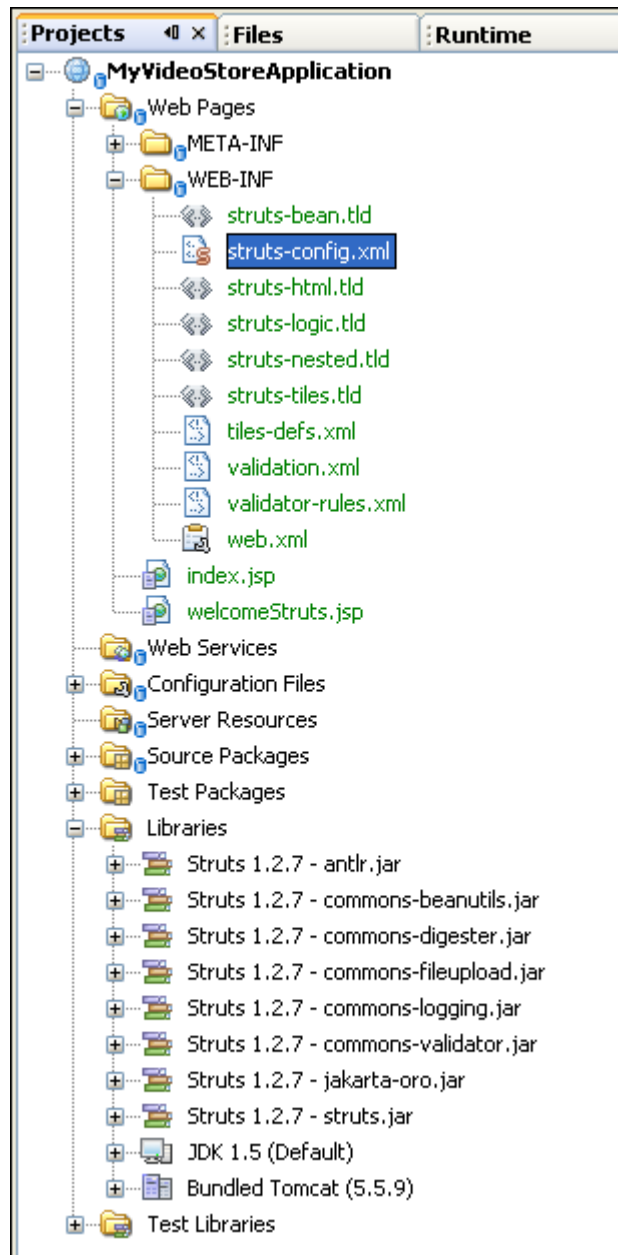 Projects Files Runtime
MyVideoStoreApplication
Web Pages
META-INF
WEB-INF
struts-bean.tld
struts-config.xml
struts-html.tld
struts-logic.tld
struts-nested.tld
struts-tiles.tld
tiles-defs.xml
validation.xml
validator-rules.xml
web.xml
index.jsp
welcomeStruts.jsp
Web Services
Configuration Files
Server Resources
Source Packages
Test Packages
Libraries
Struts 1.2.7 - antlr.jar
Struts 1.2.7 - commons-beanutils.jar
Struts 1.2.7 - commons-digester.jar
Struts 1.2.7 - commons-fileupload.jar
Struts 1.2.7 - commons-logging.jar
Struts 1.2.7 - commons-validator.jar
Struts 1.2.7 - jakarta-oro.jar
Struts 1.2.7 - struts.jar
JDK 1.5 (Default)
Bundled Tomcat (5.5.9)
Test Libraries